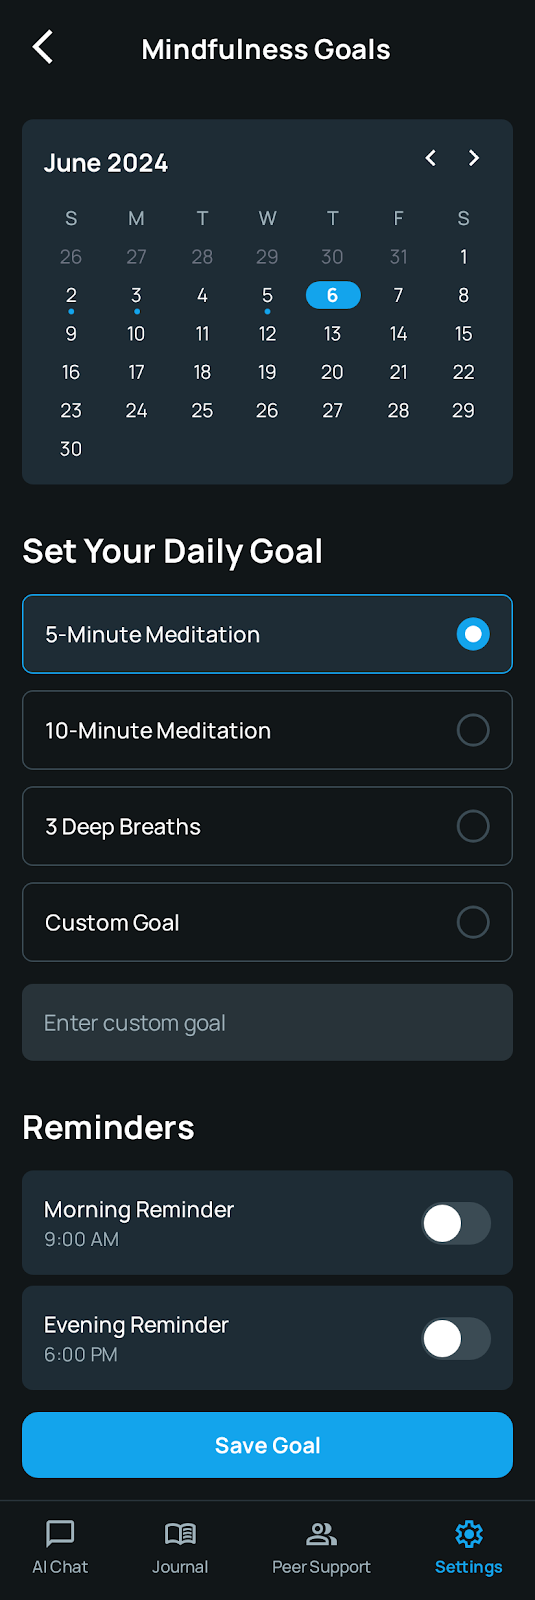 Mindfulness Goals
June 2024
S M T W T F S
26 27 28 29 30 31 1
2 3 4 5 6 7 8
9 10 11 12 13 14 15
16 17 18 19 20 21 22
23 24 25 26 27 28 29
30
Set Your Daily Goal
5-Minute Meditation
10-Minute Meditation
3 Deep Breaths
Custom Goal
Enter custom goal
Reminders
Morning Reminder
9:00 AM
Evening Reminder
6:00 PM
Save Goal
AI Chat Journal Peer Support Settings